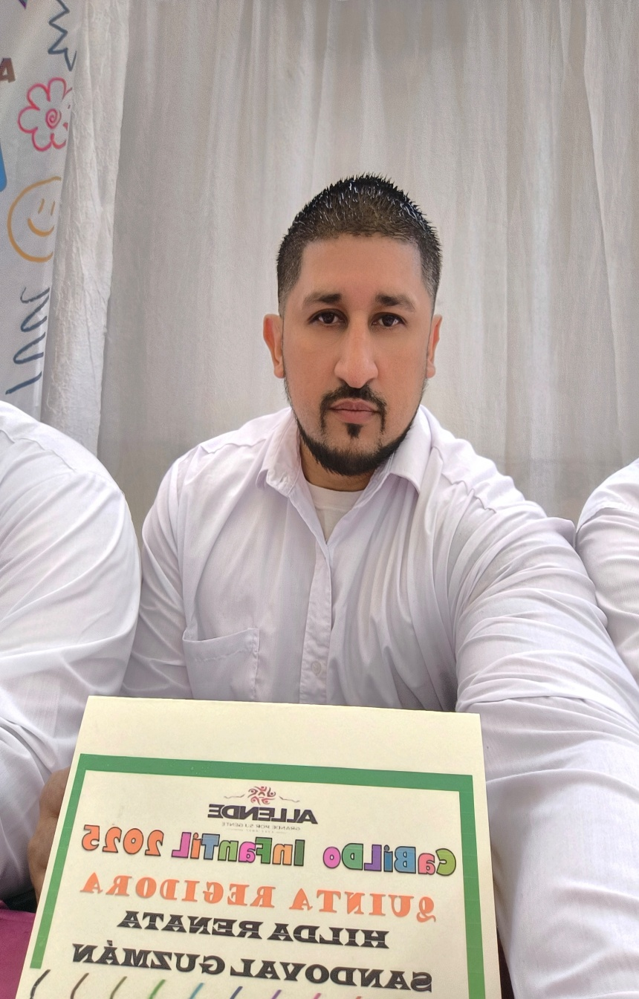 A
ALLENDE
GRANDE POR SU GENTE
CaBiLDo InFanTiL 2025
QUINTA REGIDORA
HILDA RENATA
SANDOVAL GUZMÁN